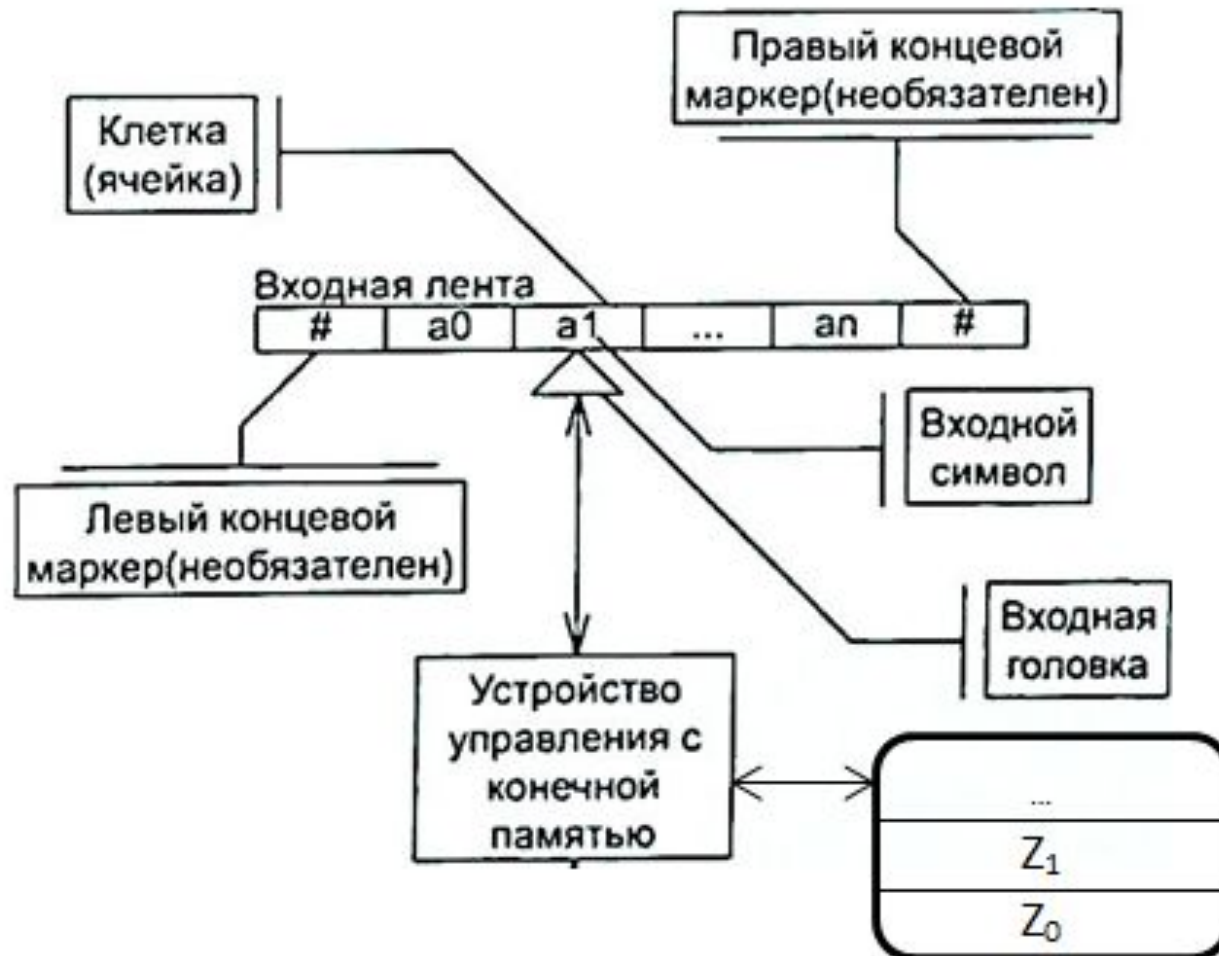 Правый концевой
маркер(необязателен)
Клетка
(ячейка)
Входная лента
# a0 a1 ... an #
Входной
символ
Левый концевой
маркер(необязателен)
Входная
головка
Устройство
управления с
конечной
памятью
...
Z₁
Z₀